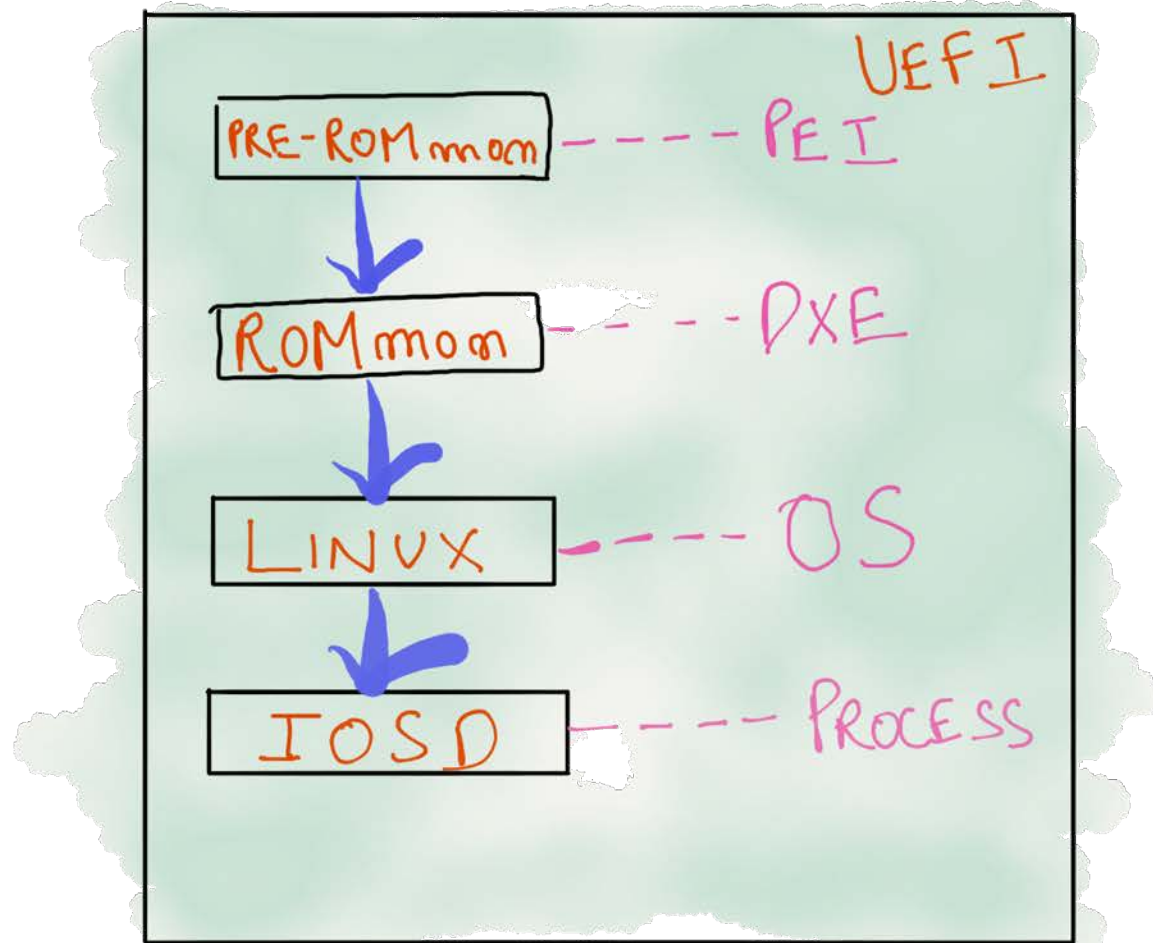 UEFI
PRE-ROMmon PEI
ROMmon DXE
LINUX OS
IOSD PROCESS